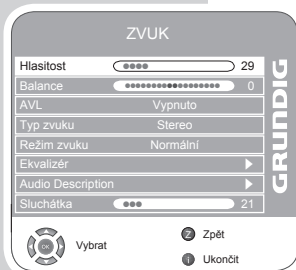 ZVUK
Hlasitost 29
Balance 0
AVL Vypnuto
Typ zvuku Stereo
Režim zvuku Normální
Ekvalizér
Audio Description
Sluchátka 21
GRUNDIG
OK Vybrat
Z Zpět
i Ukončit